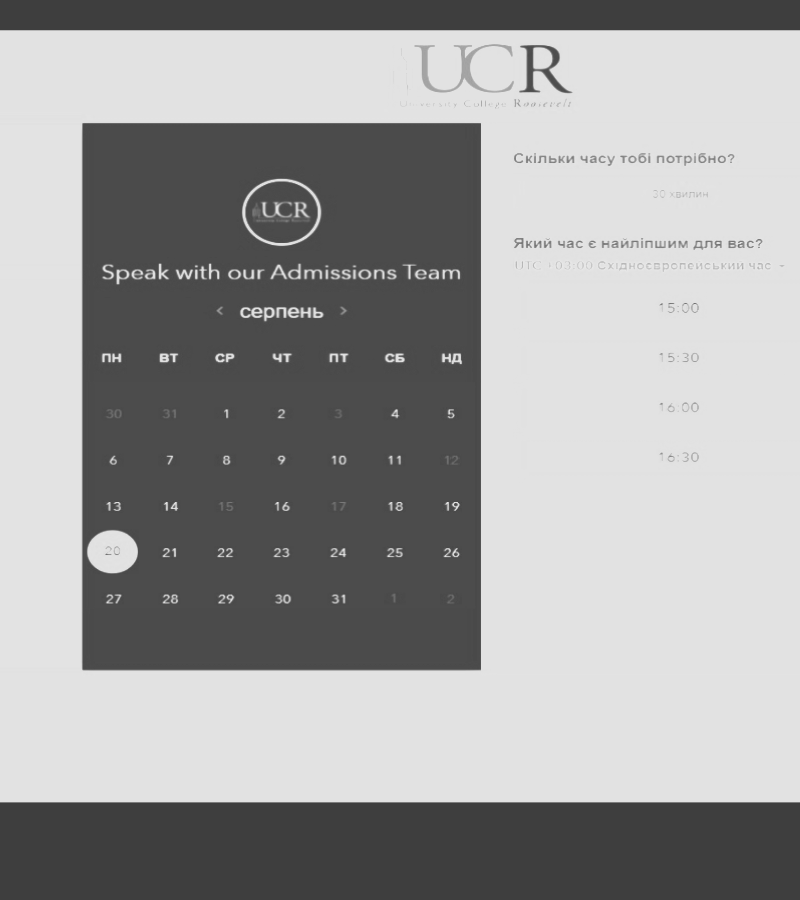 UCR
University College Roosevelt
UCR
Speak with our Admissions Team
< серпень >
ПН ВТ СР ЧТ ПТ СБ НД
30 31 1 2 3 4 5
6 7 8 9 10 11 12
13 14 15 16 17 18 19
20 21 22 23 24 25 26
27 28 29 30 31 1 2
Скільки часу тобі потрібно?
30 хвилин
Який час є найліпшим для вас?
UTC +03:00 Східноєвропейський час
15:00
15:30
16:00
16:30